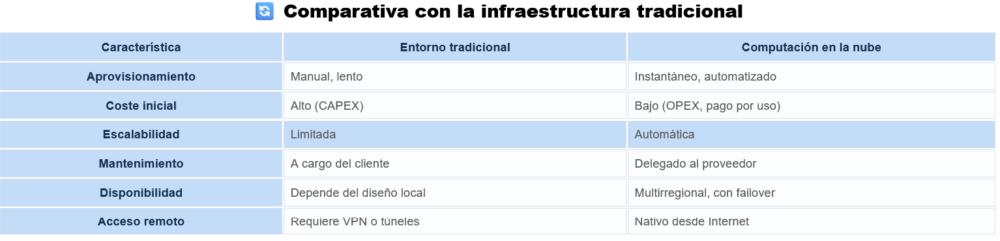 🔄 Comparativa con la infraestructura tradicional
Característica Entorno tradicional Computación en la nube
Aprovisionamiento Manual, lento Instantáneo, automatizado
Coste inicial Alto (CAPEX) Bajo (OPEX, pago por uso)
Escalabilidad Limitada Automática
Mantenimiento A cargo del cliente Delegado al proveedor
Disponibilidad Depende del diseño local Multirregional, con failover
Acceso remoto Requiere VPN o túneles Nativo desde Internet